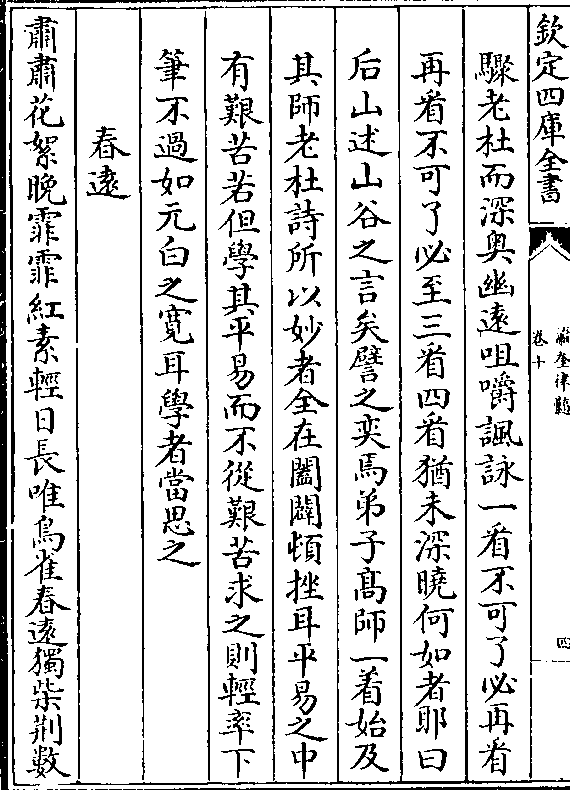 欽定四庫全書
瀛奎律髓
卷十
四
驟老杜而深奥幽逺咀嚼諷詠一看不可了必再看
再看不可了必至三看四看猶未深曉何如者耶曰
后山述山谷之言矣譬之奕焉弟子髙師一着始及
其師老杜詩所以妙者全在闔闢頓挫耳平易之中
有艱苦若但學其平易而不從艱苦求之則輕率下
筆不過如元白之寛耳學者當思之
春逺
肅肅花絮晩霏霏紅素輕日長唯鳥雀春逺獨柴荆數